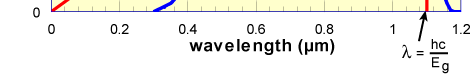 0
0 0.2 0.4 0.6 0.8 1 1.2
wavelength (µm)
λ = hc
Eg